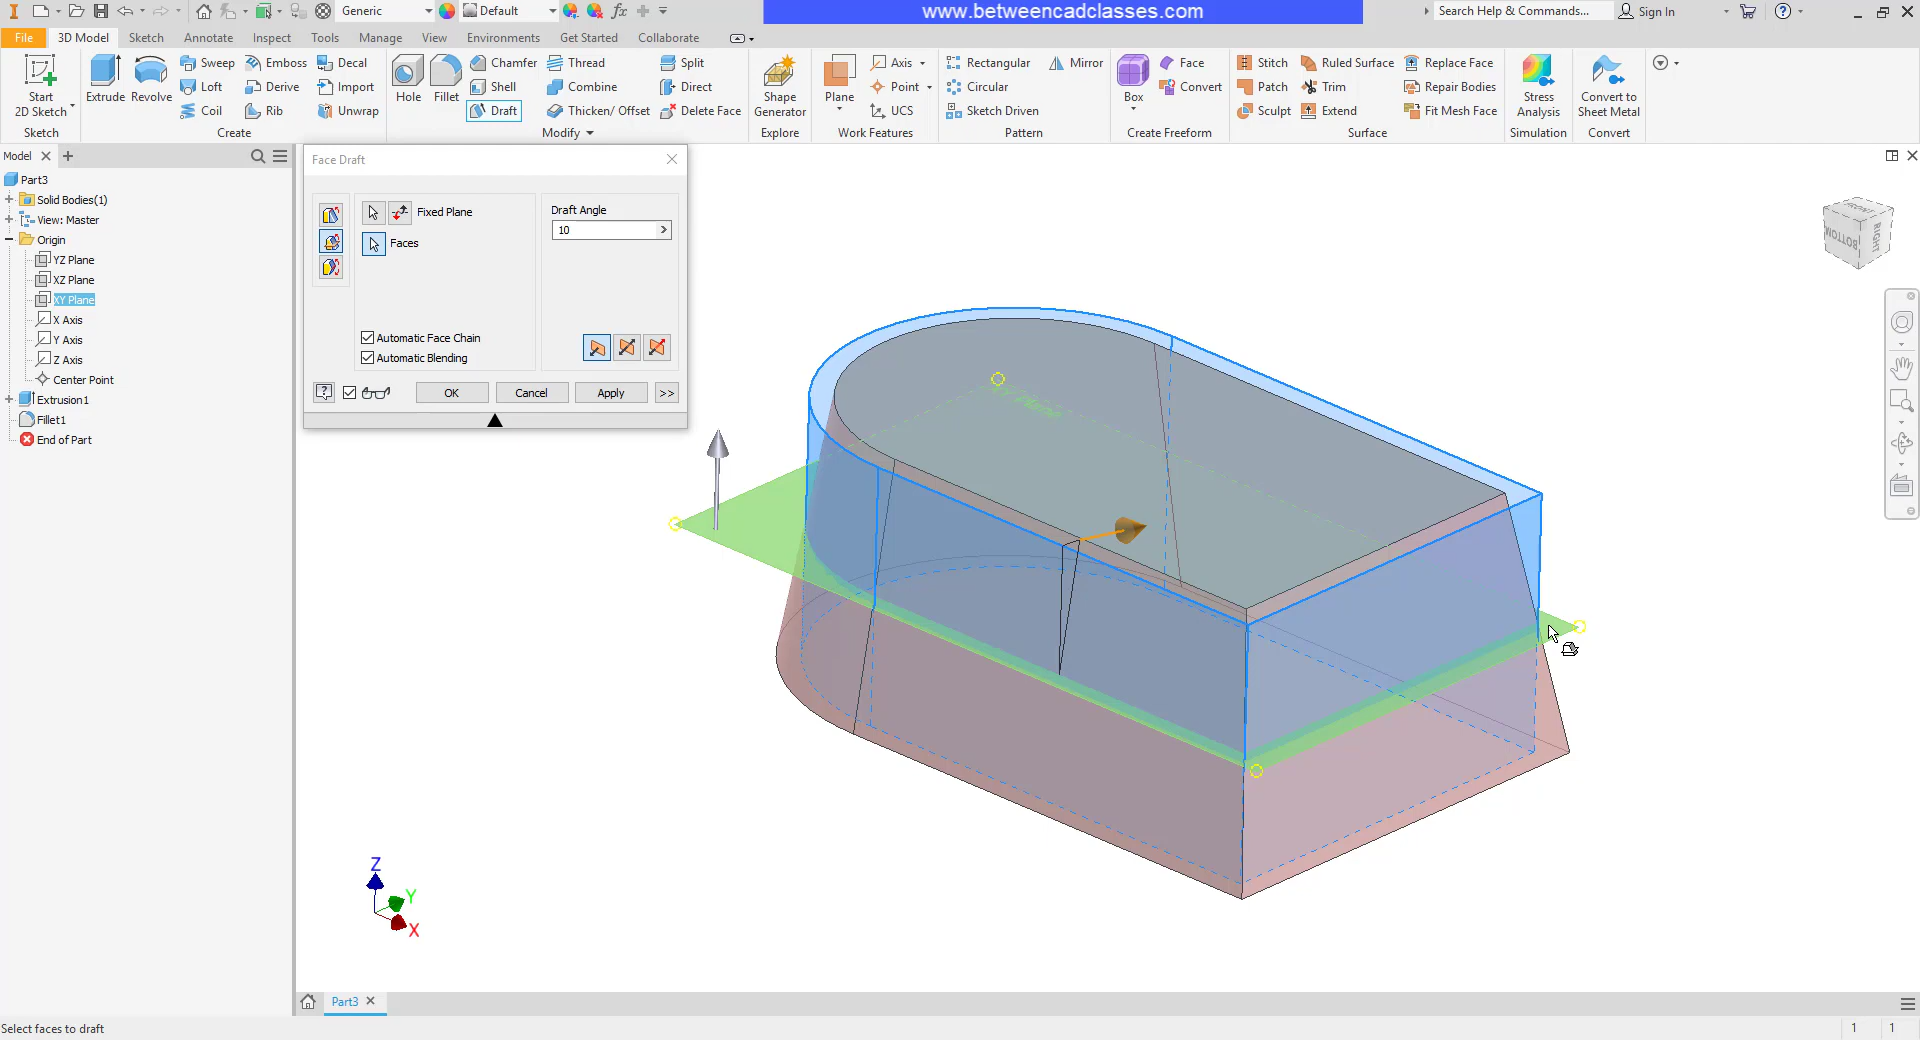 Generic
Default
fx
www.betweencadclasses.com
Search Help & Commands...
Sign In
File
3D Model
Sketch
Annotate
Inspect
Tools
Manage
View
Environments
Get Started
Collaborate
Start
2D Sketch
Sketch
Extrude
Revolve
Sweep
Emboss
Decal
Loft
Derive
Import
Coil
Rib
Unwrap
Create
Hole
Fillet
Chamfer
Thread
Split
Shell
Combine
Direct
Draft
Thicken/ Offset
Delete Face
Modify
Shape
Generator
Explore
Plane
Axis
Point
UCS
Work Features
Rectangular
Mirror
Circular
Sketch Driven
Pattern
Box
Face
Convert
Create Freeform
Stitch
Ruled Surface
Replace Face
Patch
Trim
Repair Bodies
Sculpt
Extend
Fit Mesh Face
Surface
Stress
Analysis
Simulation
Convert to
Sheet Metal
Convert
Model
Part3
Solid Bodies(1)
View: Master
Origin
YZ Plane
XZ Plane
XY Plane
X Axis
Y Axis
Z Axis
Center Point
Extrusion1
Fillet1
End of Part
Face Draft
Fixed Plane
Faces
Draft Angle
10
Automatic Face Chain
Automatic Blending
OK
Cancel
Apply
>>
FRONT
BOTTOM
RIGHT
Plane
Z
Y
X
Part3
Select faces to draft
1
1